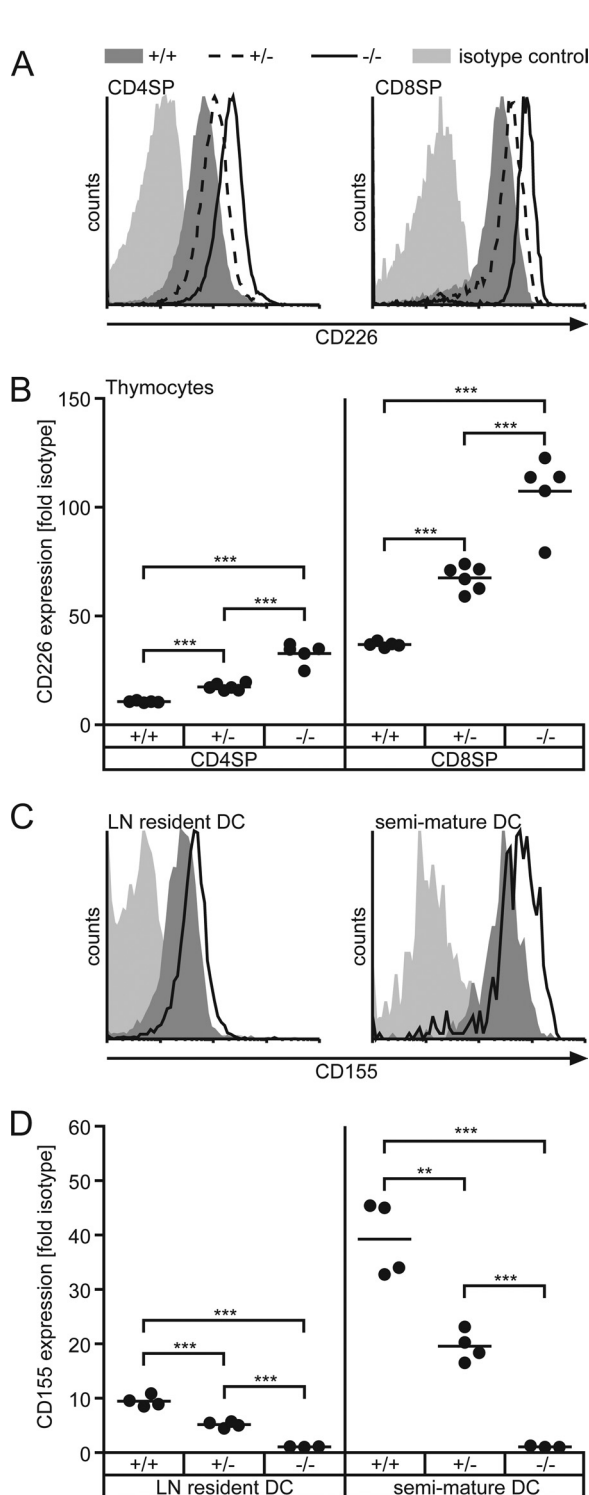 A
+/+ +/- -/- isotype control
CD4SP CD8SP
counts counts
CD226
B
Thymocytes
CD226 expression [fold isotype]
150
100
50
0
*** *** ***
*** *** ***
+/+ +/- -/- +/+ +/- -/-
CD4SP CD8SP
C
LN resident DC semi-mature DC
counts counts
CD155
D
CD155 expression [fold isotype]
60
50
40
30
20
10
0
*** *** ***
*** ** ***
+/+ +/- -/- +/+ +/- -/-
LN resident DC semi-mature DC